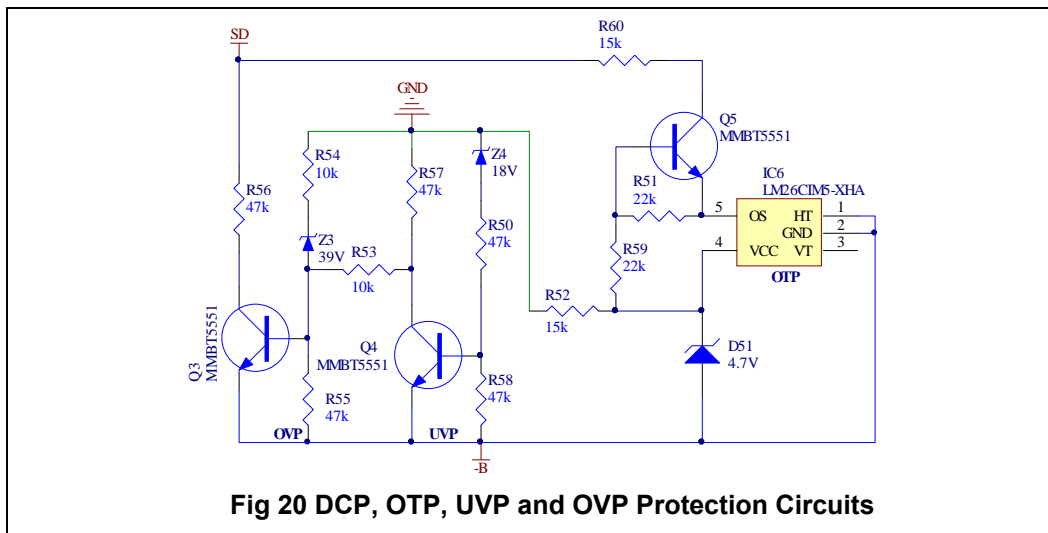 SD
R60
15k
GND
Q5
MMBT5551
R54
10k
R57
47k
Z4
18V
R56
47k
IC6
LM26CIM5-XHA
R51
22k
5
OS
HT
1
GND
2
4
VCC
VT
3
OTP
R50
47k
Z3
39V
R53
10k
R59
22k
R52
15k
Q3
MMBT5551
Q4
MMBT5551
D51
4.7V
R55
47k
R58
47k
OVP
UVP
-B
Fig 20 DCP, OTP, UVP and OVP Protection Circuits